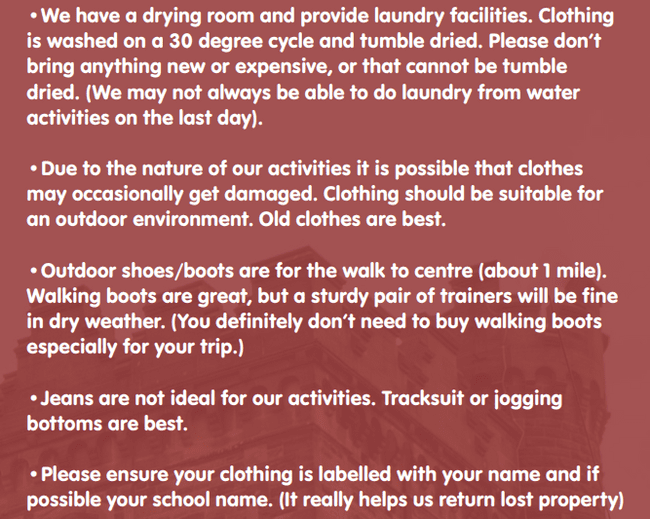 •We have a drying room and provide laundry facilities. Clothing
is washed on a 30 degree cycle and tumble dried. Please don't
bring anything new or expensive, or that cannot be tumble
dried. (We may not always be able to do laundry from water
activities on the last day).
•Due to the nature of our activities it is possible that clothes
may occasionally get damaged. Clothing should be suitable for
an outdoor environment. Old clothes are best.
•Outdoor shoes/boots are for the walk to centre (about 1 mile).
Walking boots are great, but a sturdy pair of trainers will be fine
in dry weather. (You definitely don't need to buy walking boots
especially for your trip.)
•Jeans are not ideal for our activities. Tracksuit or jogging
bottoms are best.
•Please ensure your clothing is labelled with your name and if
possible your school name. (It really helps us return lost property)